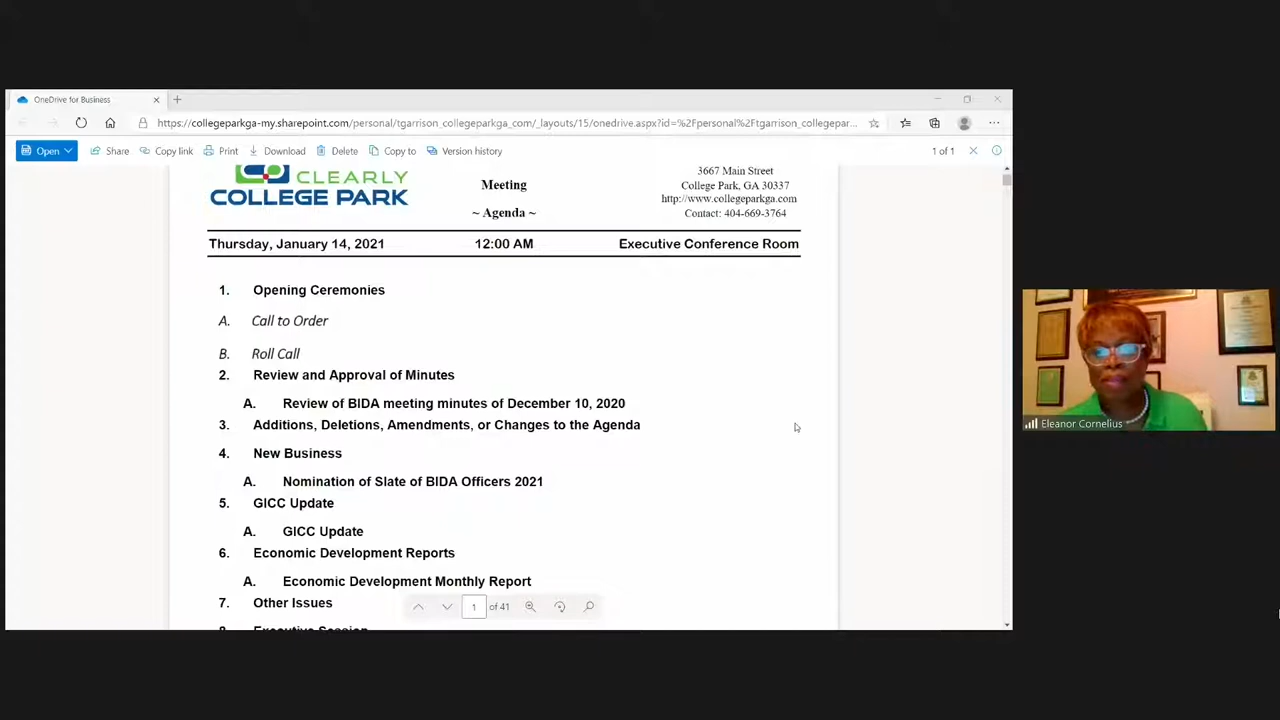 OneDrive for Business
https://collegeparkga-my.sharepoint.com/personal/tgarrison_collegeparkga_com/_layouts/15/onedrive.aspx?id=%2Fpersonal%2Ftgarrison_collegepar...
Open Share Copy link Print Download Delete Copy to Version history 1 of 1
CLEARLY
COLLEGE PARK
Meeting
~ Agenda ~
3667 Main Street
College Park, GA 30337
http://www.collegeparkga.com
Contact: 404-669-3764
Thursday, January 14, 2021 12:00 AM Executive Conference Room
1. Opening Ceremonies
A. Call to Order
B. Roll Call
2. Review and Approval of Minutes
A. Review of BIDA meeting minutes of December 10, 2020
3. Additions, Deletions, Amendments, or Changes to the Agenda
4. New Business
A. Nomination of Slate of BIDA Officers 2021
5. GICC Update
A. GICC Update
6. Economic Development Reports
A. Economic Development Monthly Report
7. Other Issues
1 of 41
8. Executive Session
Eleanor Cornelius